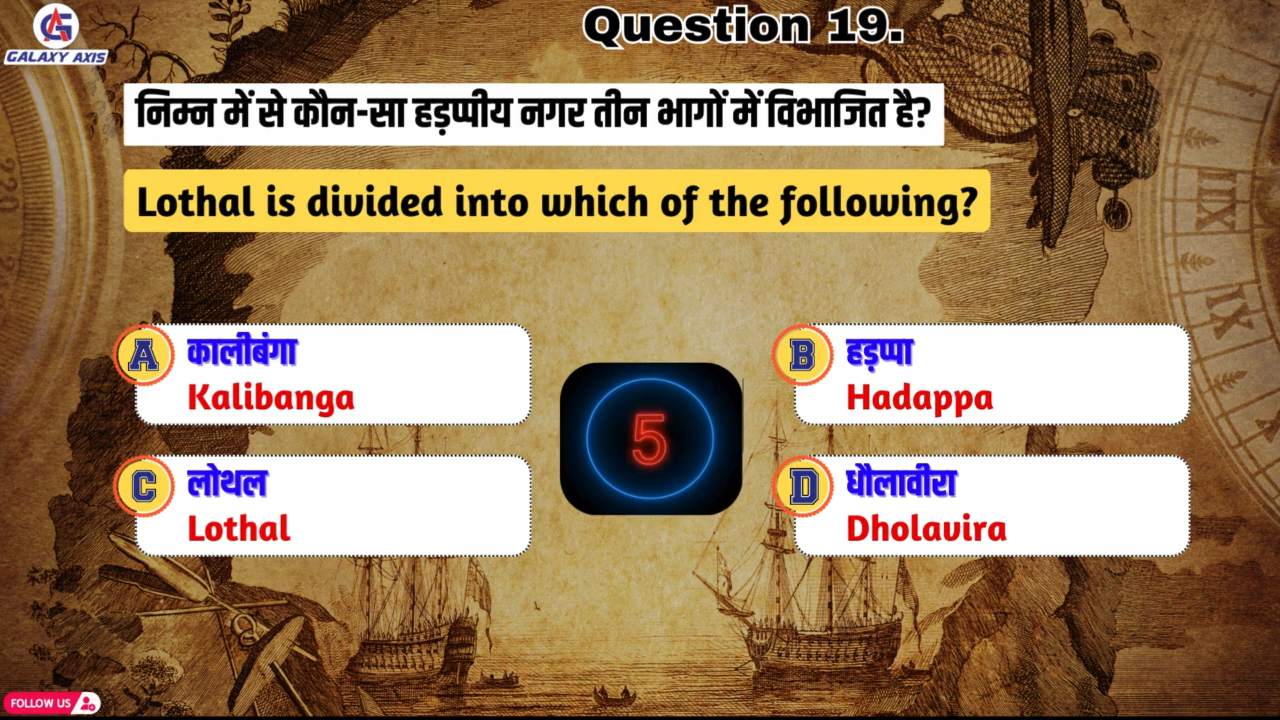 GALAXY AXIS
Question 19.
निम्न में से कौन-सा हड़प्पीय नगर तीन भागों में विभाजित है?
Lothal is divided into which of the following?
A कालीबंगा
Kalibanga
B हड़प्पा
Hadappa
5
C लोथल
Lothal
D धौलावीरा
Dholavira
FOLLOW US